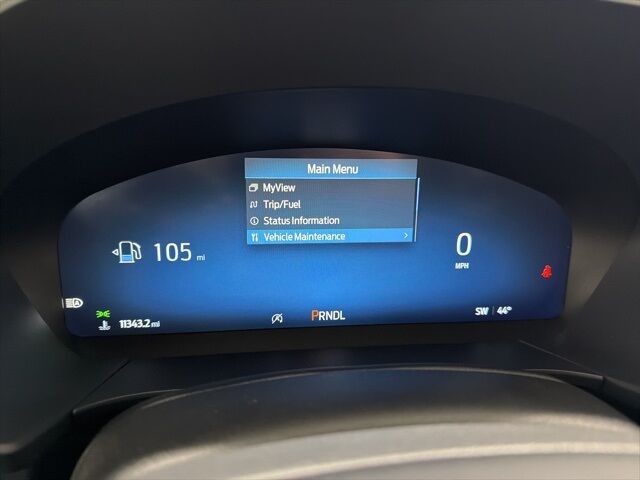 Main Menu
MyView
Trip/Fuel
Status Information
Vehicle Maintenance
105 mi
0
MPH
A
11343.2 mi
PRNDL
SW 44°